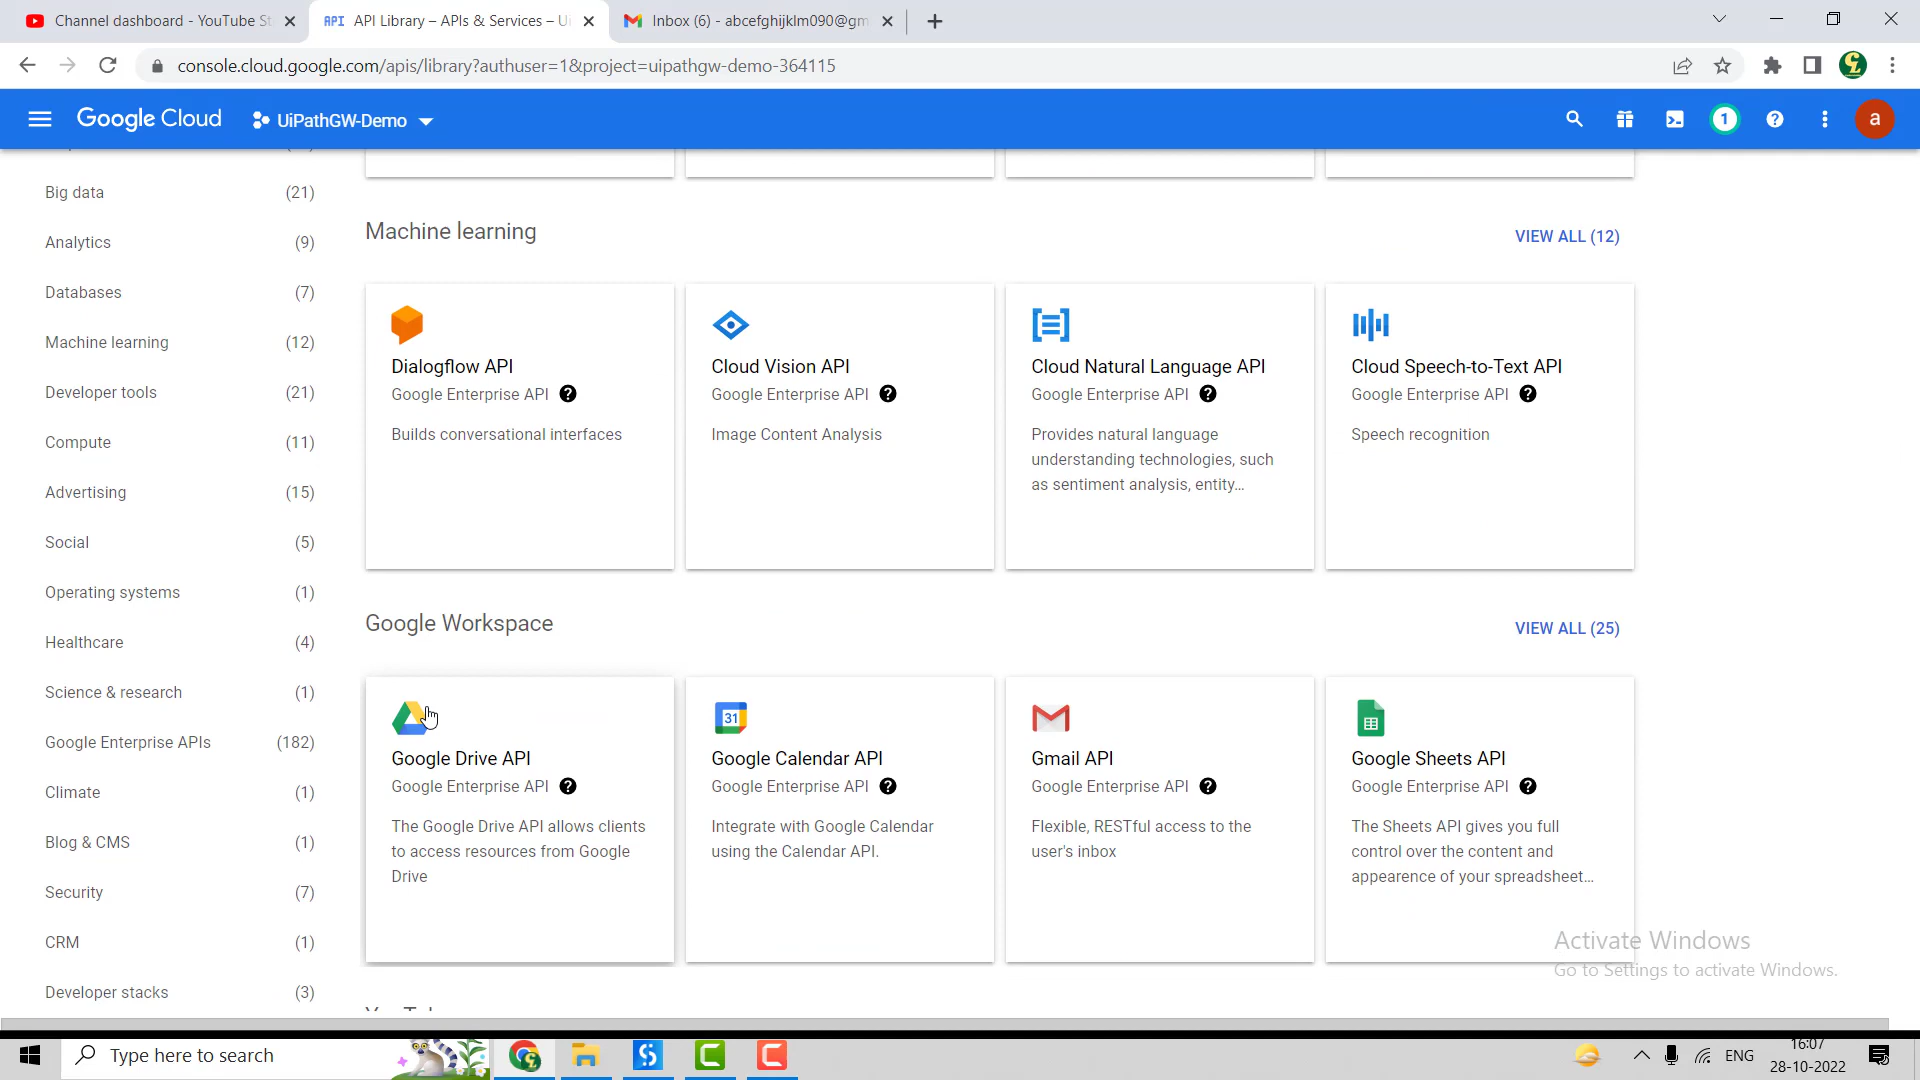 Channel dashboard - YouTube St
API Library – APIs & Services – Ui
Inbox (6) - abcefghijklm090@gm
console.cloud.google.com/apis/library?authuser=1&project=uipathgw-demo-364115
Google Cloud
UiPathGW-Demo
1
a
Big data (21)
Analytics (9)
Databases (7)
Machine learning (12)
Developer tools (21)
Compute (11)
Advertising (15)
Social (5)
Operating systems (1)
Healthcare (4)
Science & research (1)
Google Enterprise APIs (182)
Climate (1)
Blog & CMS (1)
Security (7)
CRM (1)
Developer stacks (3)
Machine learning
VIEW ALL (12)
Dialogflow API
Google Enterprise API
Builds conversational interfaces
Cloud Vision API
Google Enterprise API
Image Content Analysis
Cloud Natural Language API
Google Enterprise API
Provides natural language
understanding technologies, such
as sentiment analysis, entity...
Cloud Speech-to-Text API
Google Enterprise API
Speech recognition
Google Workspace
VIEW ALL (25)
Google Drive API
Google Enterprise API
The Google Drive API allows clients
to access resources from Google
Drive
31
Google Calendar API
Google Enterprise API
Integrate with Google Calendar
using the Calendar API.
Gmail API
Google Enterprise API
Flexible, RESTful access to the
user's inbox
Google Sheets API
Google Enterprise API
The Sheets API gives you full
control over the content and
appearence of your spreadsheet...
Activate Windows
Go to Settings to activate Windows.
Type here to search
ENG
16:07
28-10-2022